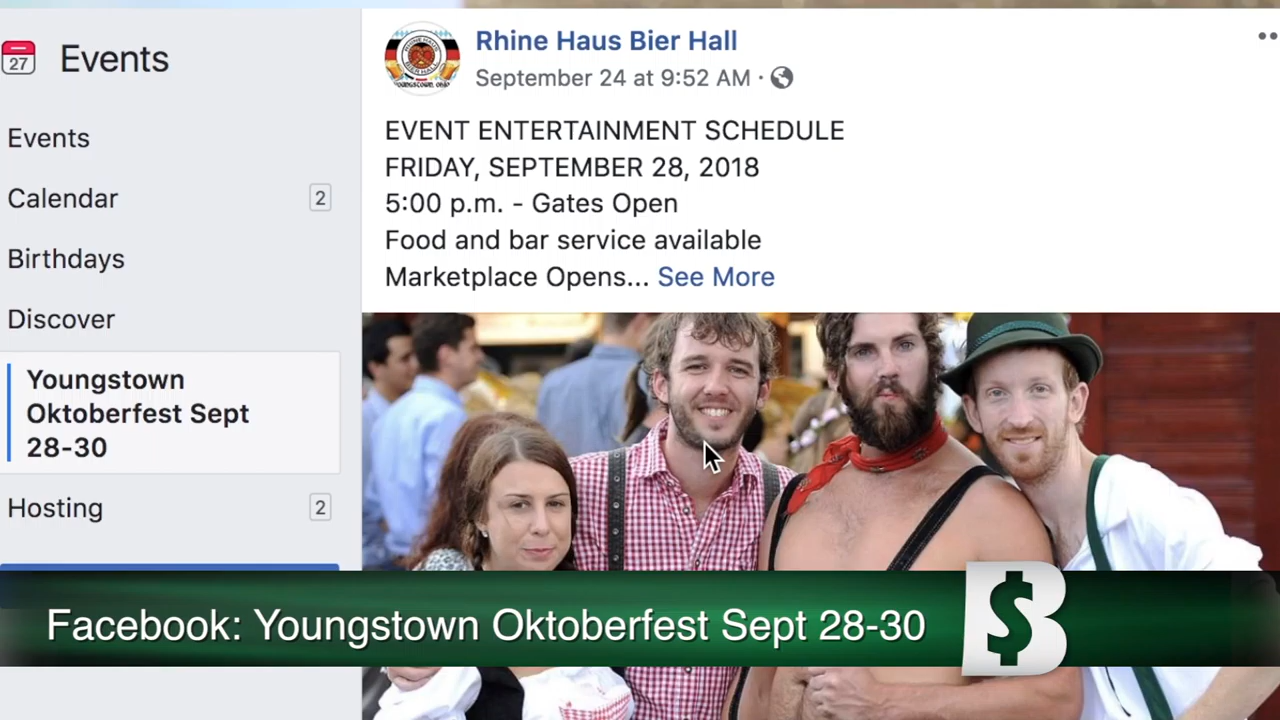 27
Events
Events
Calendar 2
Birthdays
Discover
Youngstown
Oktoberfest Sept
28-30
Hosting 2
Rhine Haus Bier Hall
September 24 at 9:52 AM ·
EVENT ENTERTAINMENT SCHEDULE
FRIDAY, SEPTEMBER 28, 2018
5:00 p.m. - Gates Open
Food and bar service available
Marketplace Opens... See More
Facebook: Youngstown Oktoberfest Sept 28-30
B
$